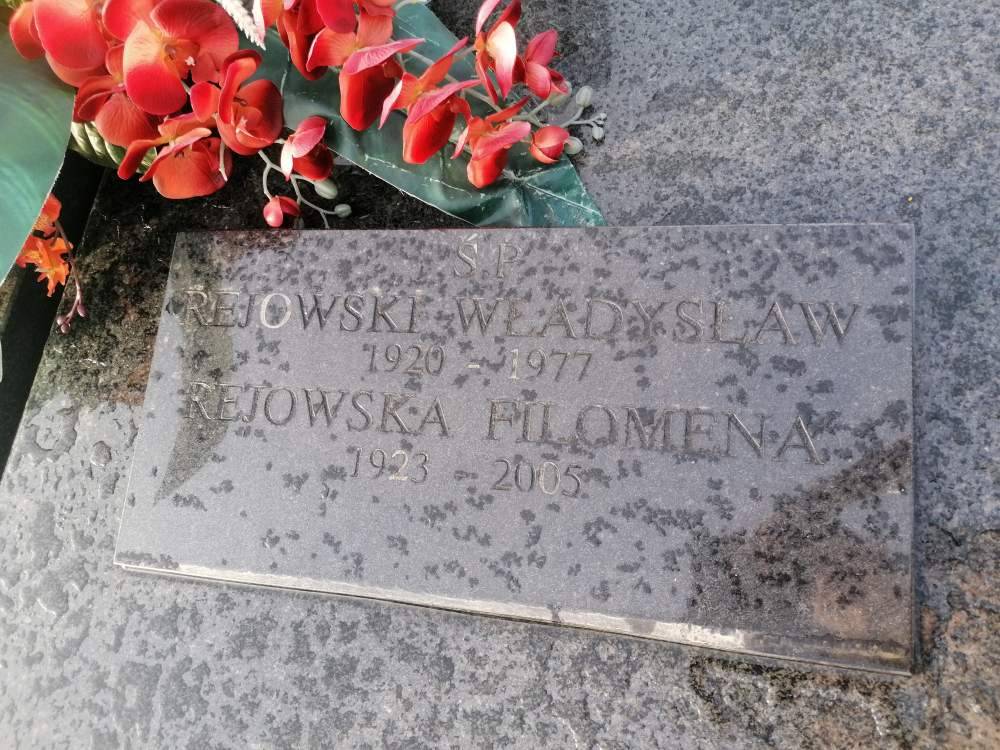 Ś P
REJOWSKI WŁADYSŁAW
1920 - 1977
REJOWSKA FILOMENA
1923 - 2005